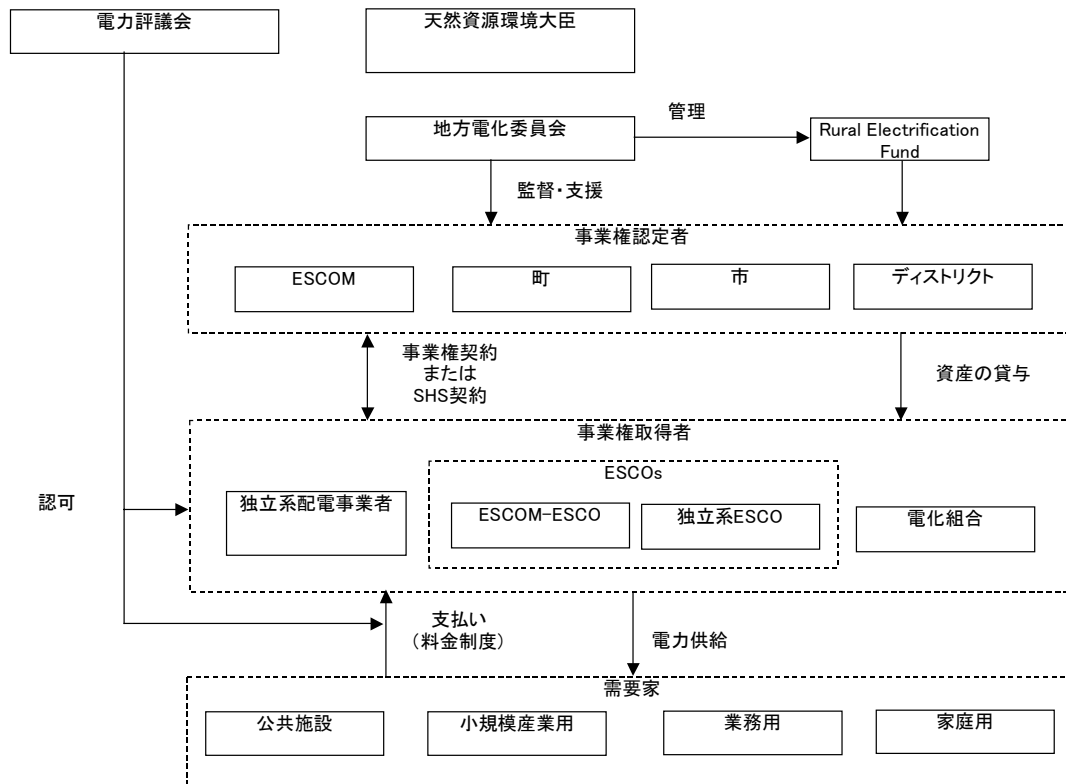 電力評議会
天然資源環境大臣
地方電化委員会
管理
Rural Electrification
Fund
監督・支援
事業権認定者
ESCOM
町
市
ディストリクト
事業権契約
または
SHS契約
資産の貸与
事業権取得者
ESCOs
認可
独立系配電事業者
ESCOM-ESCO
独立系ESCO
電化組合
支払い
(料金制度)
電力供給
需要家
公共施設
小規模産業用
業務用
家庭用